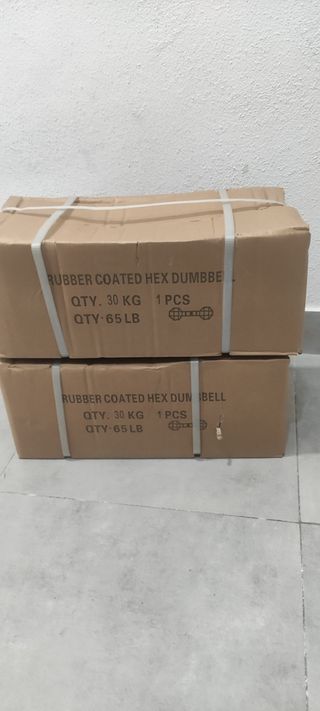 RUBBER COATED HEX DUMBBELL
QTY. 30 KG 1 PCS
QTY·65 LB
RUBBER COATED HEX DUMBBELL
QTY. 30 KG 1 PCS
QTY·65 LB